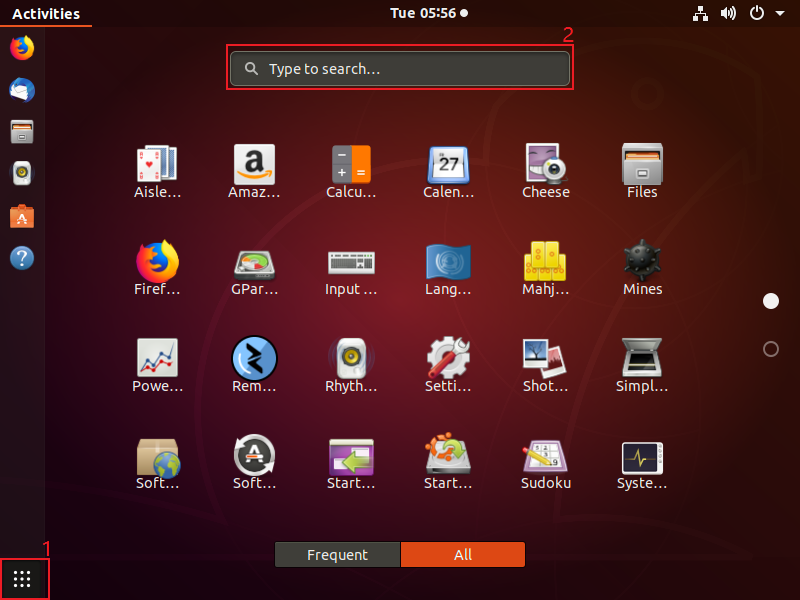 Activities
Tue 05:56
2
Type to search…
Aisle…
Amaz…
Calcu…
27
Calen…
Cheese
Files
Firef…
GPar…
Input …
Lang…
Mahj…
Mines
Powe…
Rem…
Rhyth…
Setti…
Shot…
Simpl…
Soft…
Soft…
Start…
Start…
Sudoku
Syste…
Frequent
All
1